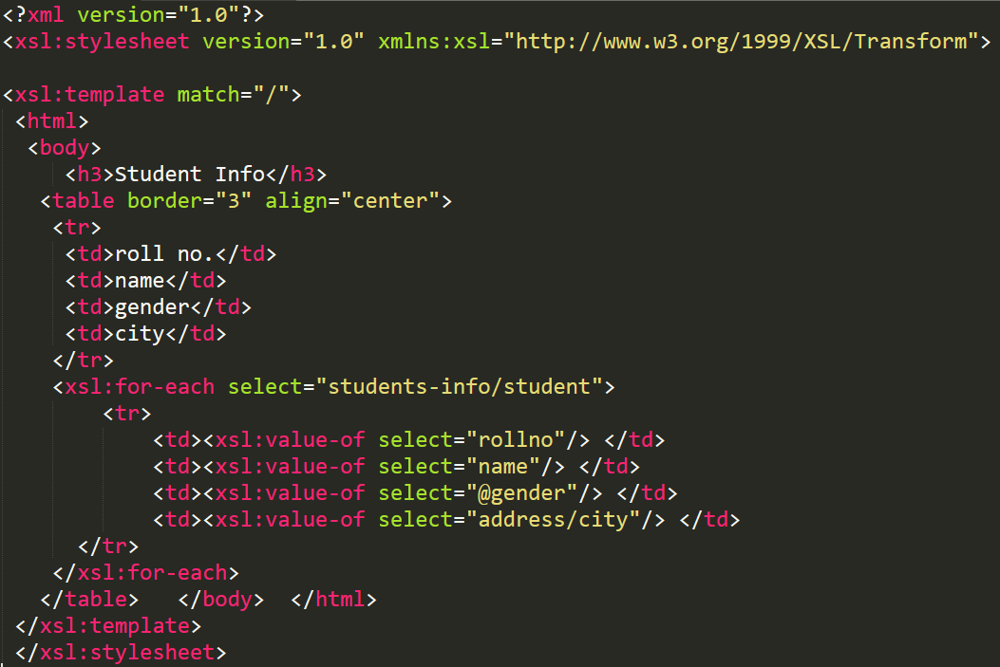 <?xml version="1.0"?>
<xsl:stylesheet version="1.0" xmlns:xsl="http://www.w3.org/1999/XSL/Transform">

<xsl:template match="/">
 <html>
  <body>
     <h3>Student Info</h3>
   <table border="3" align="center">
    <tr>
     <td>roll no.</td>
     <td>name</td>
     <td>gender</td>
     <td>city</td>
    </tr>
    <xsl:for-each select="students-info/student">
        <tr>
            <td><xsl:value-of select="rollno"/> </td>
            <td><xsl:value-of select="name"/> </td>
            <td><xsl:value-of select="@gender"/> </td>
            <td><xsl:value-of select="address/city"/> </td>
      </tr>
    </xsl:for-each>
   </table>   </body>  </html>
 </xsl:template>
 </xsl:stylesheet>